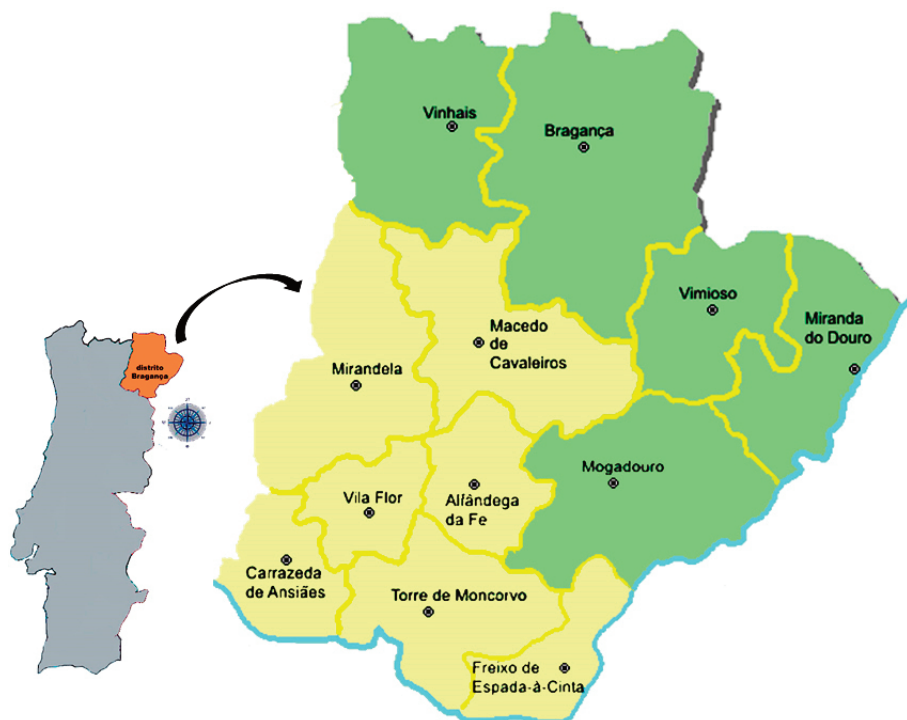 Vinhais
Bragança
Vimioso
Miranda
do Douro
Macedo
de
Cavaleiros
Mirandela
distrito
Bragança
Mogadouro
Vila Flor
Alfândega
da Fe
Carrazeda
de Ansiães
Torre de Moncorvo
Freixo de
Espada-à-Cinta